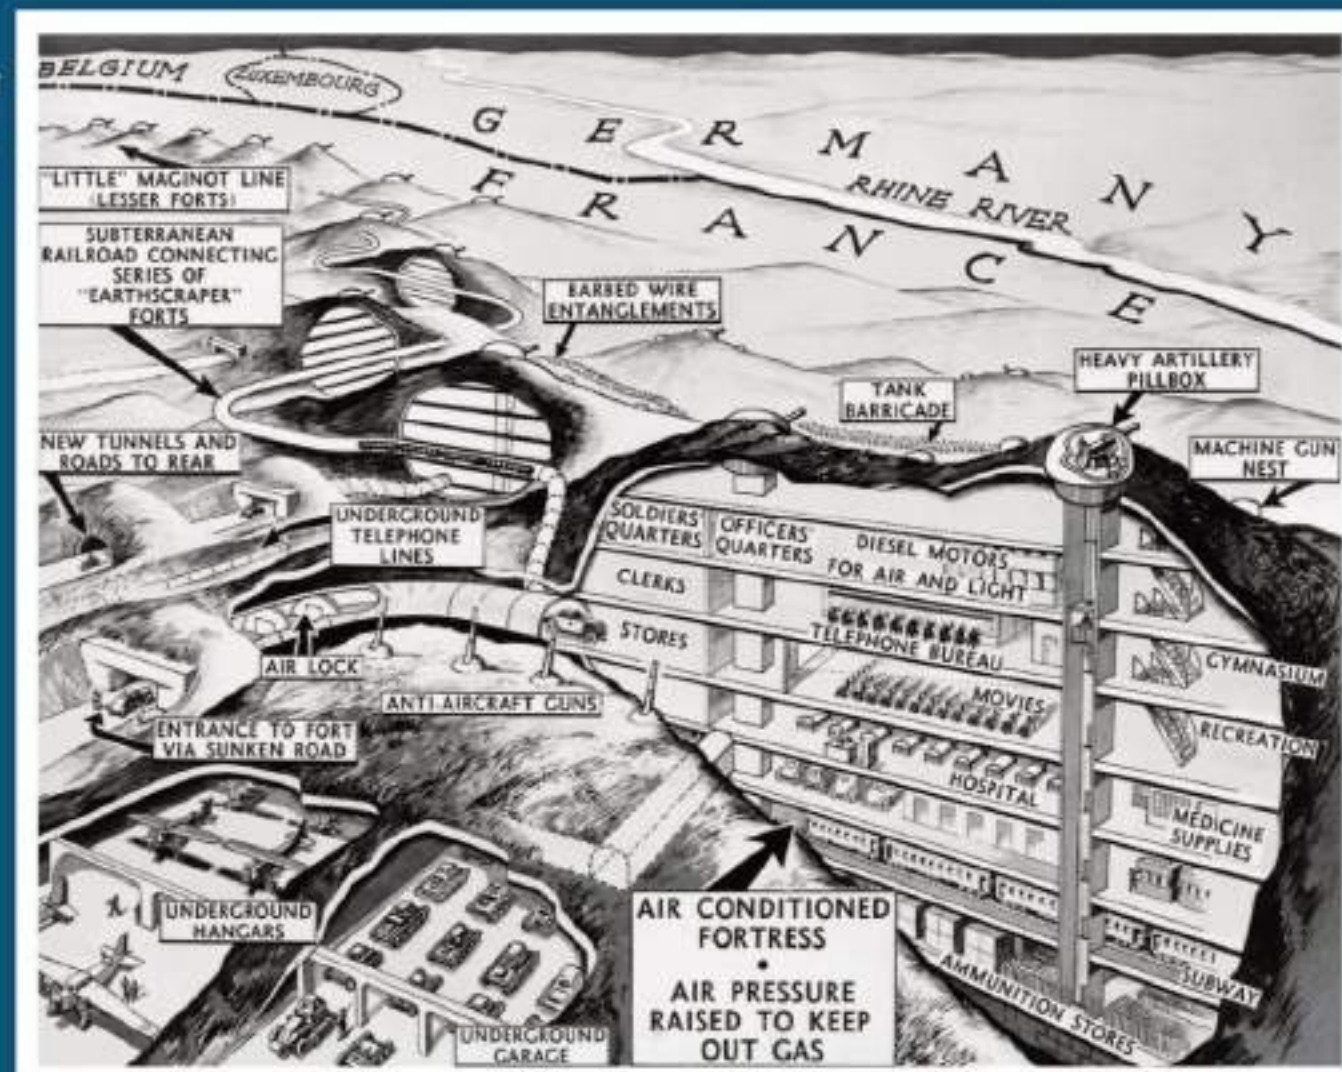 BELGIUM
LUXEMBOURG
GERMANY
FRANCE
RHINE RIVER
"LITTLE" MAGINOT LINE
(LESSER FORTS)
SUBTERRANEAN
RAILROAD CONNECTING
SERIES OF
"EARTHSCRAPER"
FORTS
BARBED WIRE
ENTANGLEMENTS
HEAVY ARTILLERY
PILLBOX
TANK
BARRICADE
NEW TUNNELS AND
ROADS TO REAR
MACHINE GUN
NEST
UNDERGROUND
TELEPHONE
LINES
SOLDIERS'
QUARTERS
OFFICERS'
QUARTERS
DIESEL MOTORS
FOR AIR AND LIGHT
CLERKS
STORES
TELEPHONE BUREAU
GYMNASIUM
AIR LOCK
ANTI AIRCRAFT GUNS
MOVIES
RECREATION
ENTRANCE TO FORT
VIA SUNKEN ROAD
HOSPITAL
MEDICINE
SUPPLIES
UNDERGROUND
HANGARS
AIR CONDITIONED
FORTRESS
•
AIR PRESSURE
RAISED TO KEEP
OUT GAS
SUBWAY
AMMUNITION STORES
UNDERGROUND
GARAGE